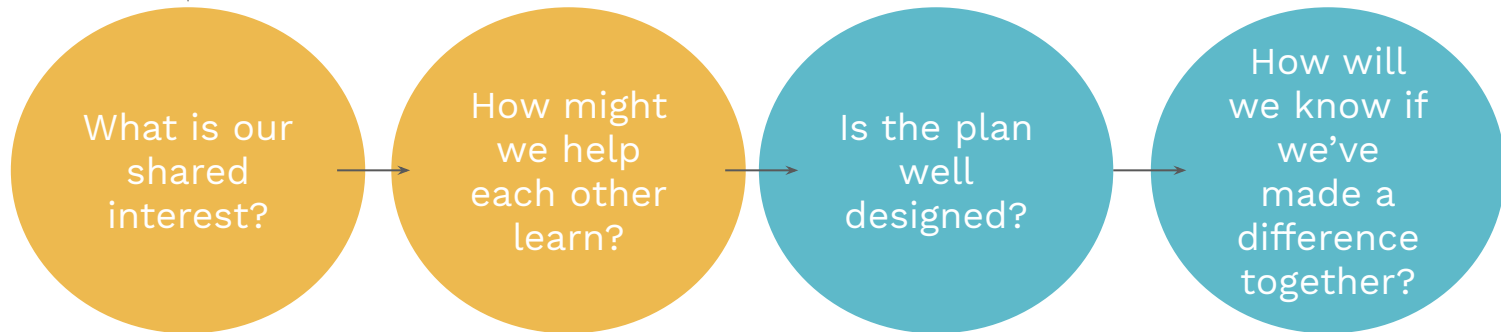 What is our
shared
interest?
How might
we help
each other
learn?
Is the plan
well
designed?
How will
we know if
we’ve
made a
difference
together?